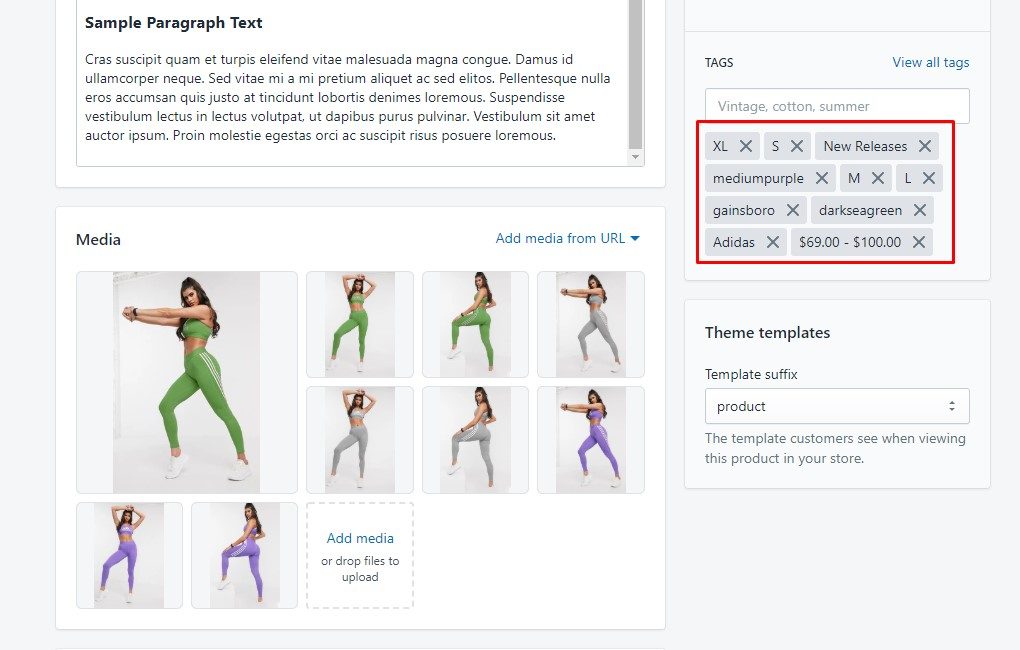 Sample Paragraph Text
Cras suscipit quam et turpis eleifend vitae malesuada magna congue. Damus id
ullamcorper neque. Sed vitae mi a mi pretium aliquet ac sed elitos. Pellentesque nulla
eros accumsan quis justo at tincidunt lobortis denimes loremous. Suspendisse
vestibulum lectus in lectus volutpat, ut dapibus purus pulvinar. Vestibulum sit amet
auctor ipsum. Proin molestie egestas orci ac suscipit risus posuere loremous.
Media
Add media from URL
Add media
or drop files to
upload
TAGS
View all tags
Vintage, cotton, summer
XL S New Releases
mediumpurple M L
gainsboro darkseagreen
Adidas $69.00 - $100.00
Theme templates
Template suffix
product
The template customers see when viewing
this product in your store.